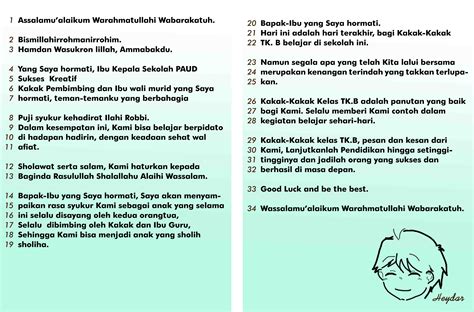 1 Assalamu'alaikum Warahmatullahi Wabarakatuh.
2 Bismillahirrohmanirrohim.
3 Hamdan Wasukron lillah, Ammabakdu.
4 Yang Saya hormati, Ibu Kepala Sekolah PAUD
5 Sukses Kreatif
6 Kakak Pembimbing dan Ibu wali murid yang Saya
7 hormati, teman-temanku yang berbahagia
8 Puji syukur kehadirat Ilahi Robbi.
9 Dalam kesempatan ini, Kami bisa belajar berpidato
10 di hadapan hadirin, dengan keadaan sehat wal
11 afiat.
12 Sholawat serta salam, Kami haturkan kepada
13 Baginda Rasulullah Shalallahu Alaihi Wassalam.
14 Bapak-Ibu yang Saya hormati, Saya akan menyam-
15 paikan rasa syukur Kami sebagai anak yang selama
16 ini selalu disayang oleh kedua orangtua,
17 Selalu dibimbing oleh Kakak dan Ibu Guru,
18 Sehingga Kami bisa menjadi anak yang sholih
19 sholiha.
20 Bapak-Ibu yang Saya hormati.
21 Hari ini adalah hari terakhir, bagi Kakak-Kakak
22 TK. B belajar di sekolah ini.
23 Namun segala apa yang telah Kita lalui bersama
24 merupakan kenangan terindah yang takkan terlupa-
25 kan.
26 Kakak-Kakak Kelas TK.B adalah panutan yang baik
27 bagi Kami. Selalu memberi Kami contoh dalam
28 kegiatan belajar sehari-hari.
29 Kakak-Kakak Kelas TK.B, pesan dan kesan dari
30 Kami, Lanjutkanlah Pendidikan hingga setinggi-
31 tingginya dan jadilah orang yang sukses dan
32 berhasil di masa depan.
33 Good Luck and be the best.
34 Wassalamu'alaikum Warahmatullahi Wabarakatuh.
Heydar